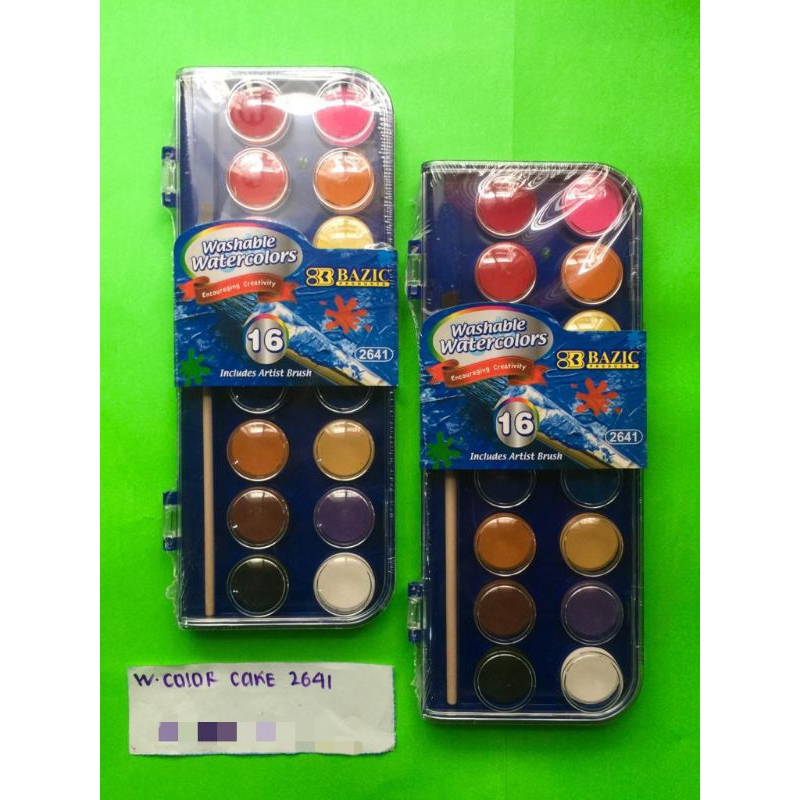 Washable
Watercolors
Encouraging Creativity
BAZIC
PRODUCTS
16
2641
Includes Artist Brush
Washable
Watercolors
Encouraging Creativity
BAZIC
PRODUCTS
16
2641
Includes Artist Brush
W. COLOR CAKE 2641